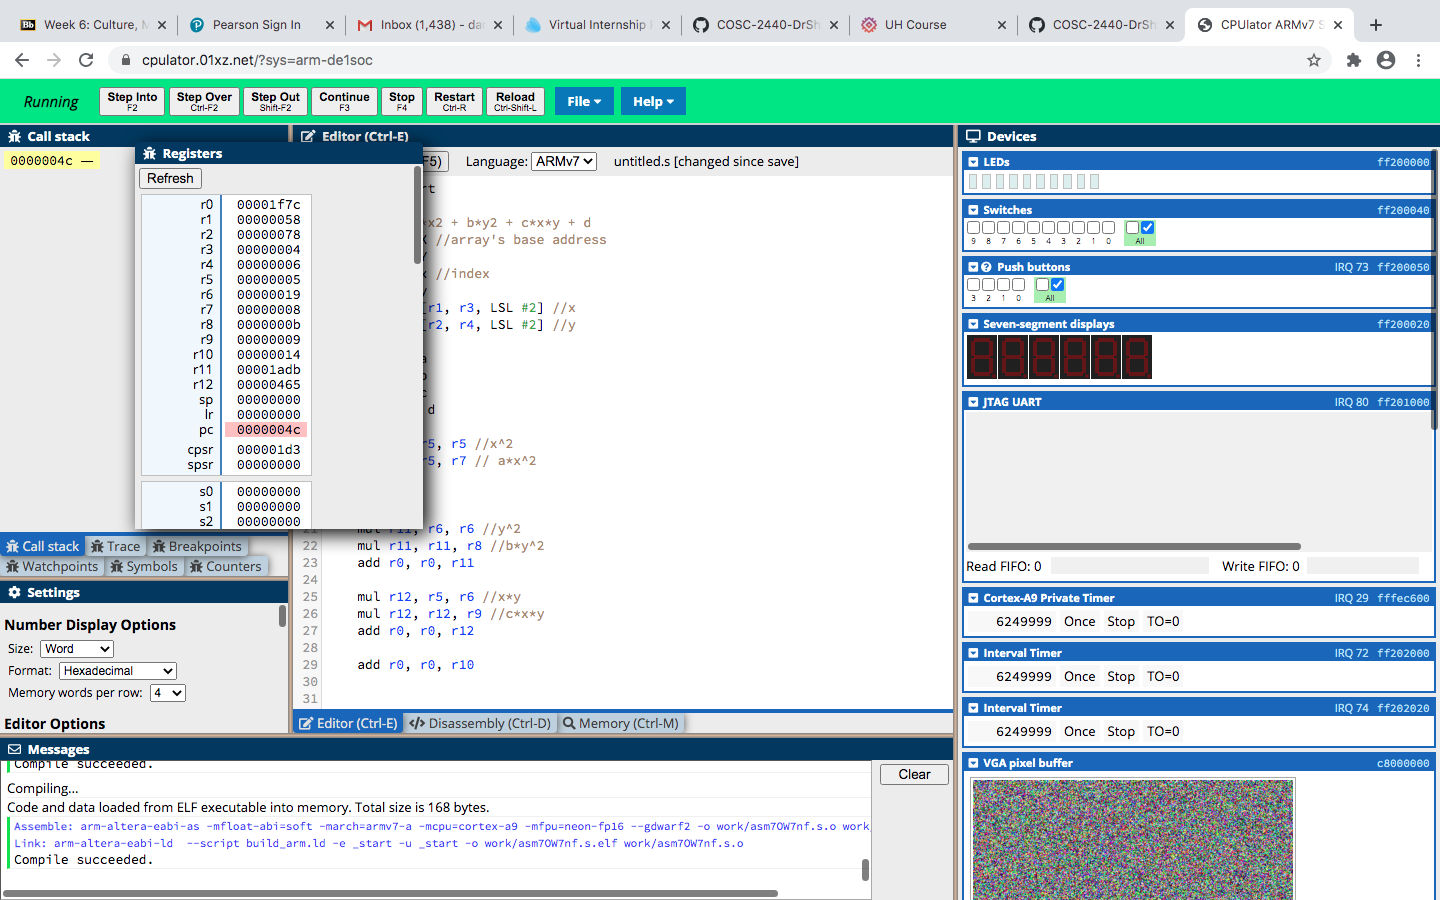 Week 6: Culture, M
Pearson Sign In
Inbox (1,438) - da
Virtual Internship
COSC-2440-DrSh
UH Course
COSC-2440-DrSh
CPUlator ARMv7 S
cpulator.01xz.net/?sys=arm-de1soc
Running
Step Into F2
Step Over Ctrl-F2
Step Out Shift-F2
Continue F3
Stop F4
Restart Ctrl-R
Reload Ctrl-Shift-L
File
Help
Call stack
0000004c —
Registers
Refresh
r0 00001f7c
r1 00000058
r2 00000078
r3 00000004
r4 00000006
r5 00000005
r6 00000019
r7 00000008
r8 0000000b
r9 00000009
r10 00000014
r11 00001adb
r12 00000465
sp 00000000
lr 00000000
pc 0000004c
cpsr 000001d3
spsr 00000000
s0 00000000
s1 00000000
s2 00000000
Call stack Trace Breakpoints
Watchpoints Symbols Counters
Settings
Number Display Options
Size: Word
Format: Hexadecimal
Memory words per row: 4
Editor Options
Editor (Ctrl-E)
F5) Language: ARMv7 untitled.s [changed since save]
rt
*x2 + b*y2 + c*x*y + d
X //array's base address
x //index
[r1, r3, LSL #2] //x
[r2, r4, LSL #2] //y
a
c
d
r5, r5 //x^2
r5, r7 // a*x^2
21 mul r11, r6, r6 //y^2
22 mul r11, r11, r8 //b*y^2
23 add r0, r0, r11
24
25 mul r12, r5, r6 //x*y
26 mul r12, r12, r9 //c*x*y
27 add r0, r0, r12
28
29 add r0, r0, r10
30
31
Editor (Ctrl-E) Disassembly (Ctrl-D) Memory (Ctrl-M)
Messages
Compile succeeded.
Compiling...
Code and data loaded from ELF executable into memory. Total size is 168 bytes.
Assemble: arm-altera-eabi-as -mfloat-abi=soft -march=armv7-a -mcpu=cortex-a9 -mfpu=neon-fp16 --gdwarf2 -o work/asm7OW7nf.s.o work
Link: arm-altera-eabi-ld --script build_arm.ld -e _start -u _start -o work/asm7OW7nf.s.elf work/asm7OW7nf.s.o
Compile succeeded.
Clear
Devices
LEDs ff200000
Switches ff200040
9 8 7 6 5 4 3 2 1 0 All
Push buttons IRQ 73 ff200050
3 2 1 0 All
Seven-segment displays ff200020
JTAG UART IRQ 80 ff201000
Read FIFO: 0 Write FIFO: 0
Cortex-A9 Private Timer IRQ 29 fffec600
6249999 Once Stop TO=0
Interval Timer IRQ 72 ff202000
6249999 Once Stop TO=0
Interval Timer IRQ 74 ff202020
6249999 Once Stop TO=0
VGA pixel buffer c8000000